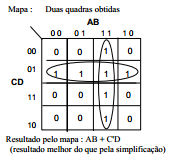 Mapa : Duas quadras obtidas
AB
00 01 11 10
00 0 0 1 0
01 1 1 1 1
CD
11 0 0 1 0
10 0 0 1 0
Resultado pelo mapa : AB + C'D
(resultado melhor do que pela simplificação)